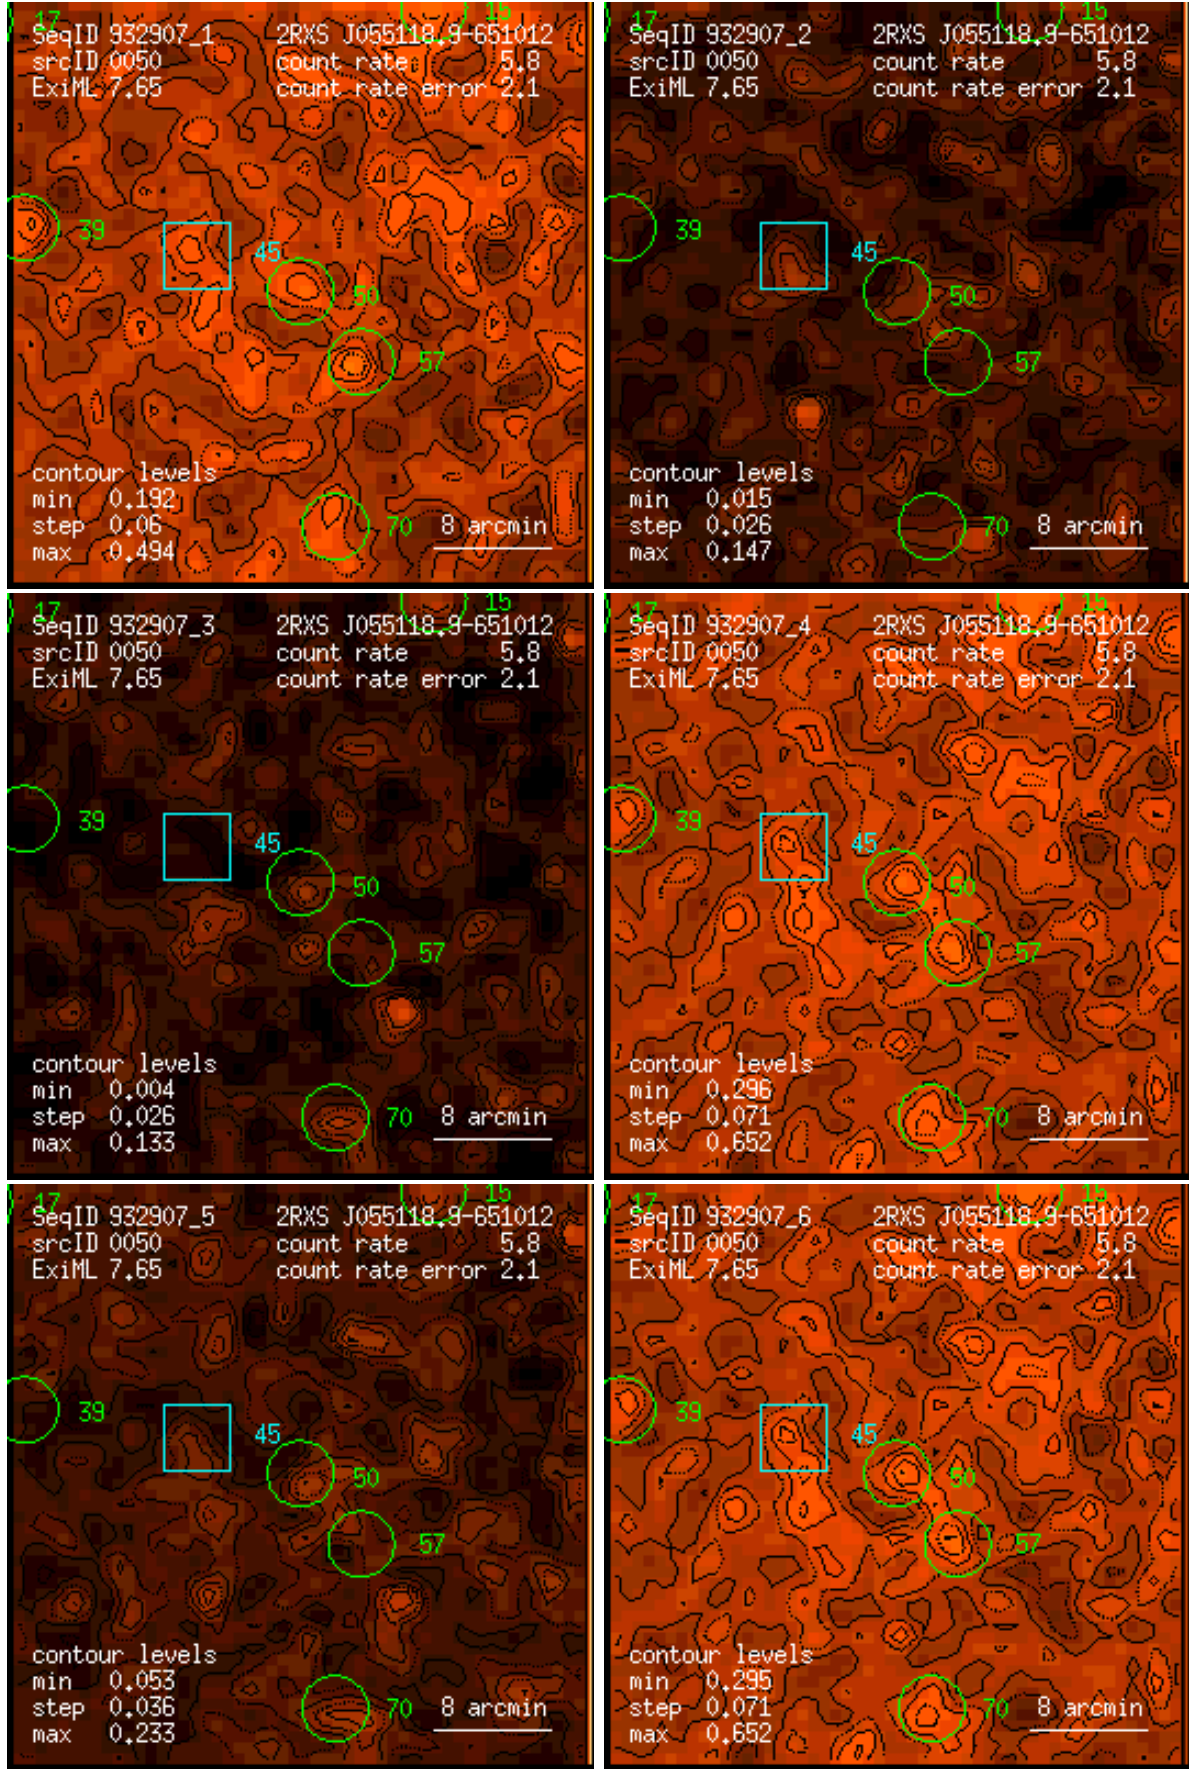 17 15
SeqID 932907_1 2RXS J055118.9-651012
srcID 0050 count rate 5.8
ExiML 7.65 count rate error 2.1
39
45
50
57
contour levels
min 0.192
step 0.06 70 8 arcmin
max 0.494
17 15
SeqID 932907_2 2RXS J055118.9-651012
srcID 0050 count rate 5.8
ExiML 7.65 count rate error 2.1
39
45
50
57
contour levels
min 0.015
step 0.026 70 8 arcmin
max 0.147
17 15
SeqID 932907_3 2RXS J055118.9-651012
srcID 0050 count rate 5.8
ExiML 7.65 count rate error 2.1
39
45
50
57
contour levels
min 0.004
step 0.026 70 8 arcmin
max 0.133
17 15
SeqID 932907_4 2RXS J055118.9-651012
srcID 0050 count rate 5.8
ExiML 7.65 count rate error 2.1
39
45
50
57
contour levels
min 0.296
step 0.071 70 8 arcmin
max 0.652
17 15
SeqID 932907_5 2RXS J055118.9-651012
srcID 0050 count rate 5.8
ExiML 7.65 count rate error 2.1
39
45
50
57
contour levels
min 0.053
step 0.036 70 8 arcmin
max 0.233
17 15
SeqID 932907_6 2RXS J055118.9-651012
srcID 0050 count rate 5.8
ExiML 7.65 count rate error 2.1
39
45
50
57
contour levels
min 0.295
step 0.071 70 8 arcmin
max 0.652